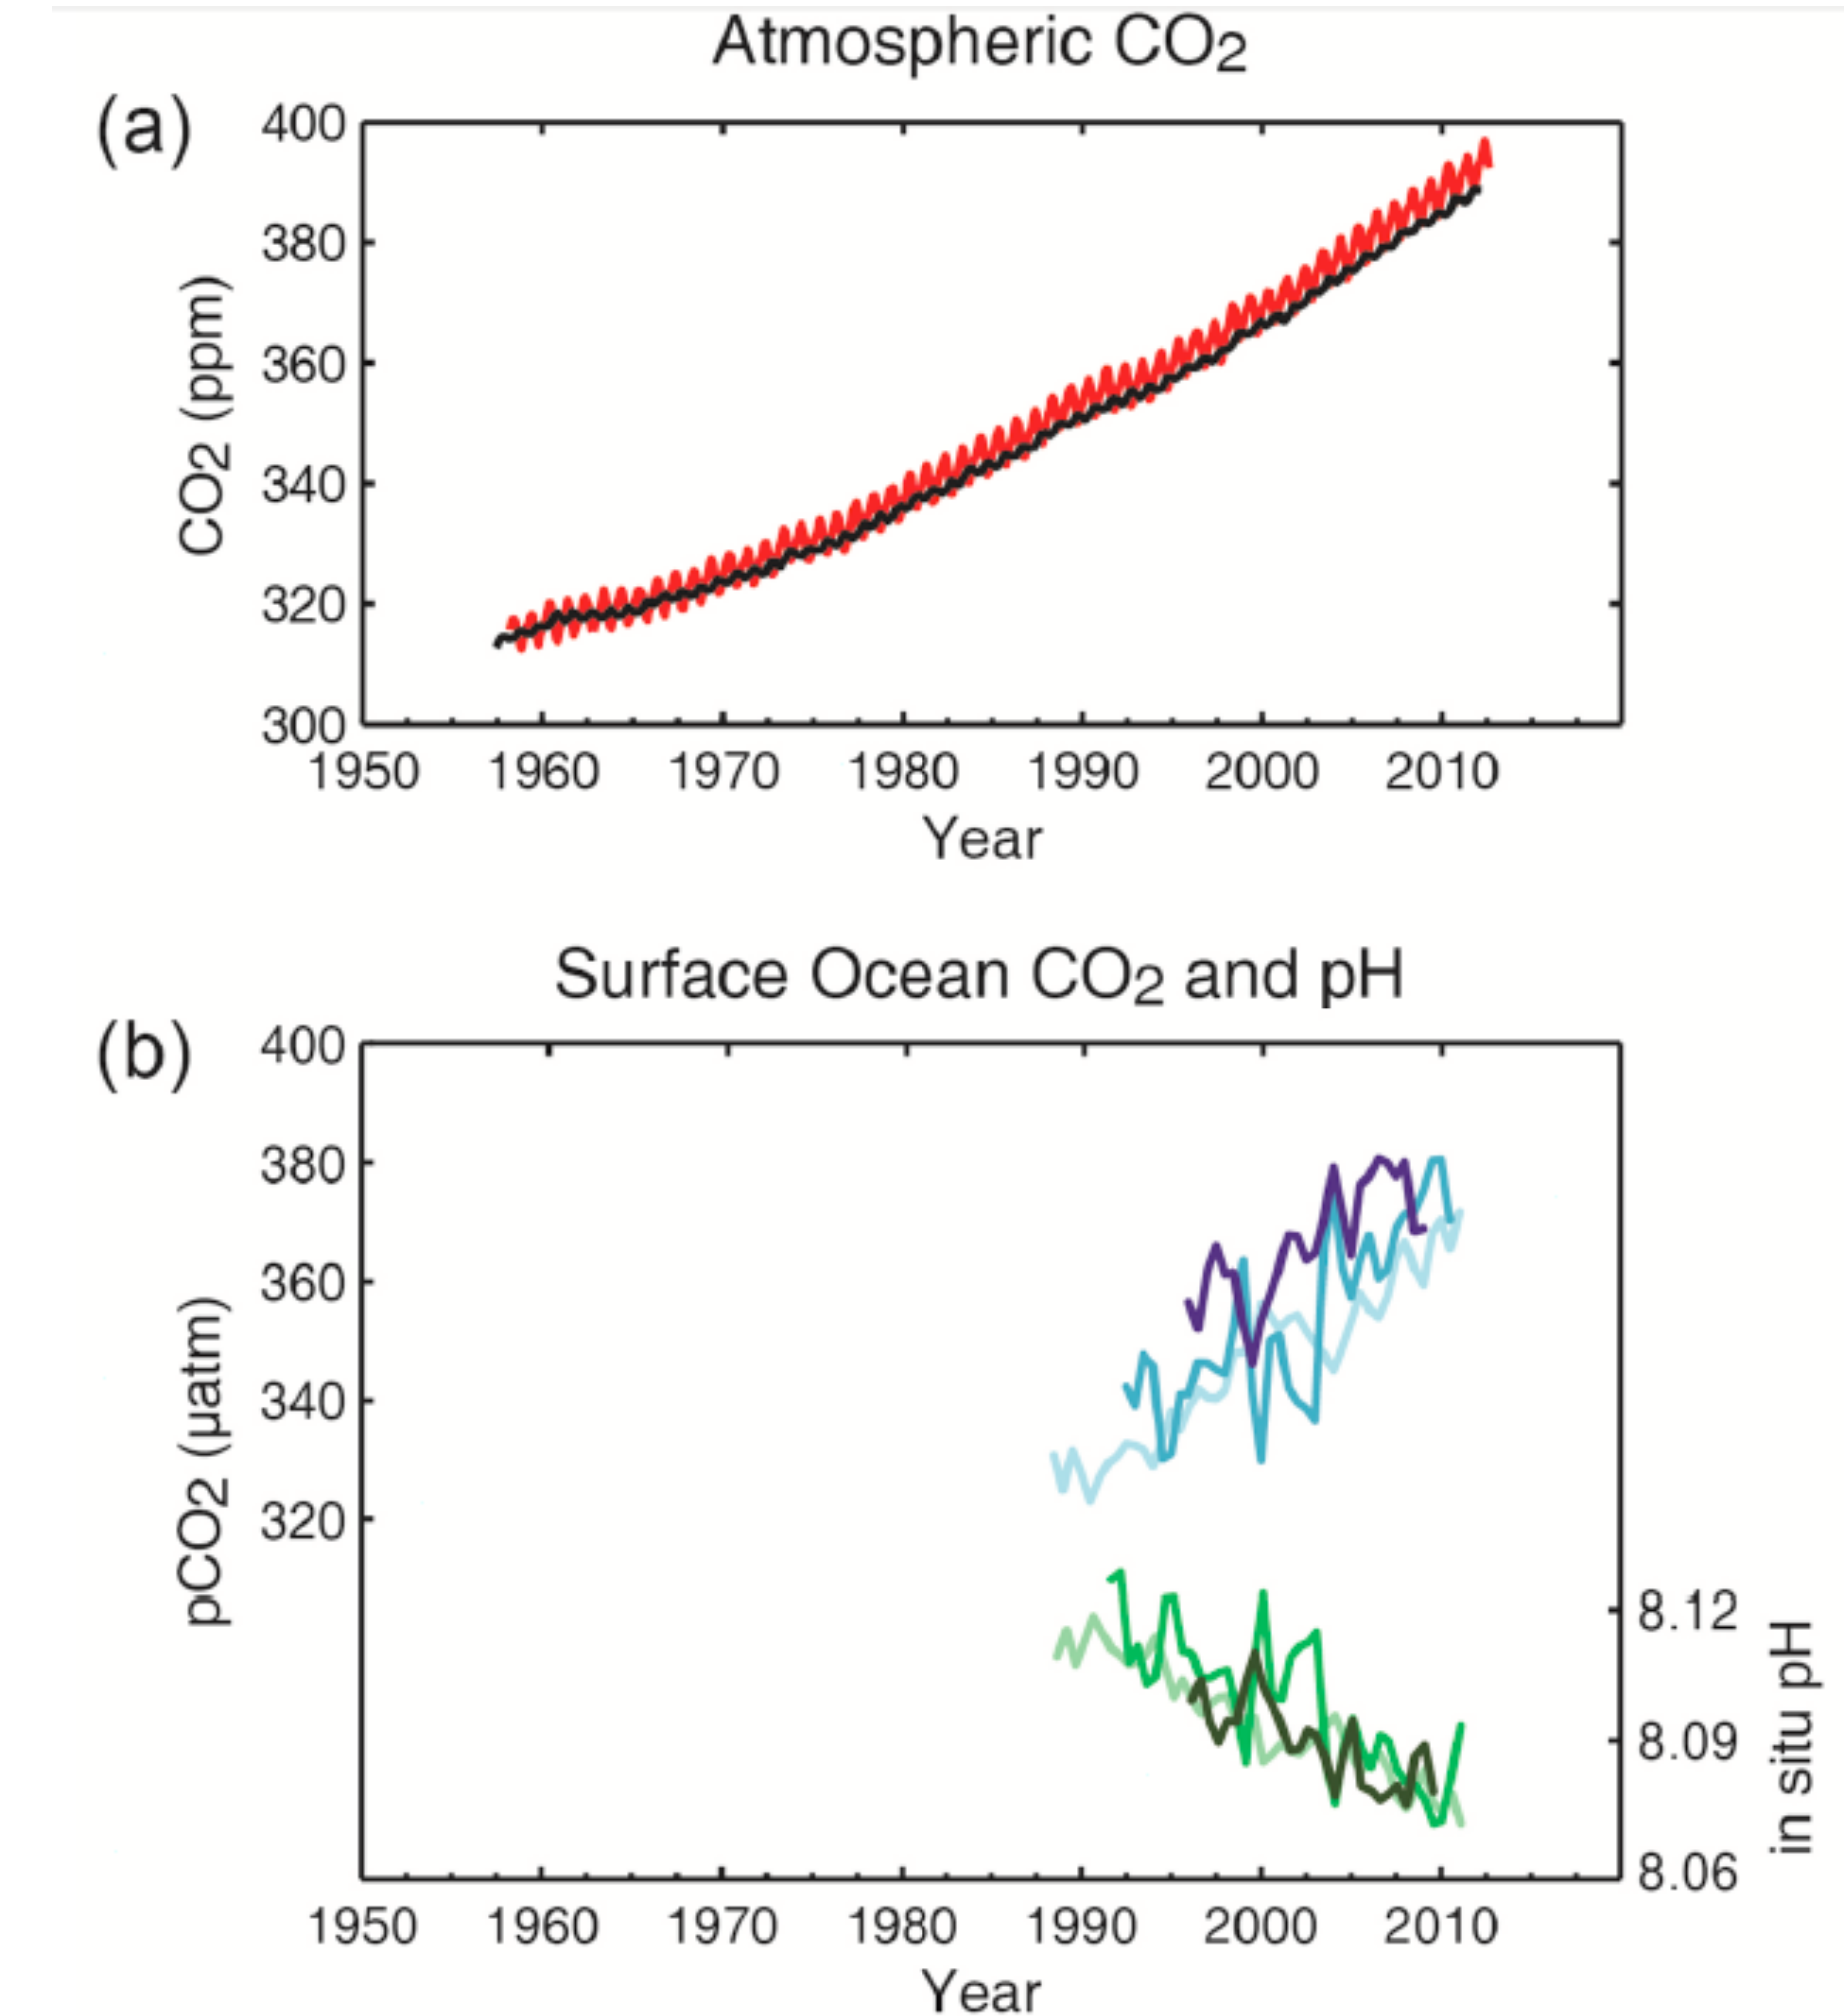 Atmospheric CO2
(a)
400
380
360
340
320
300
CO2 (ppm)
1950 1960 1970 1980 1990 2000 2010
Year
Surface Ocean CO2 and pH
(b)
400
380
360
340
320
pCO2 (µatm)
8.12
8.09
8.06
in situ pH
1950 1960 1970 1980 1990 2000 2010
Year